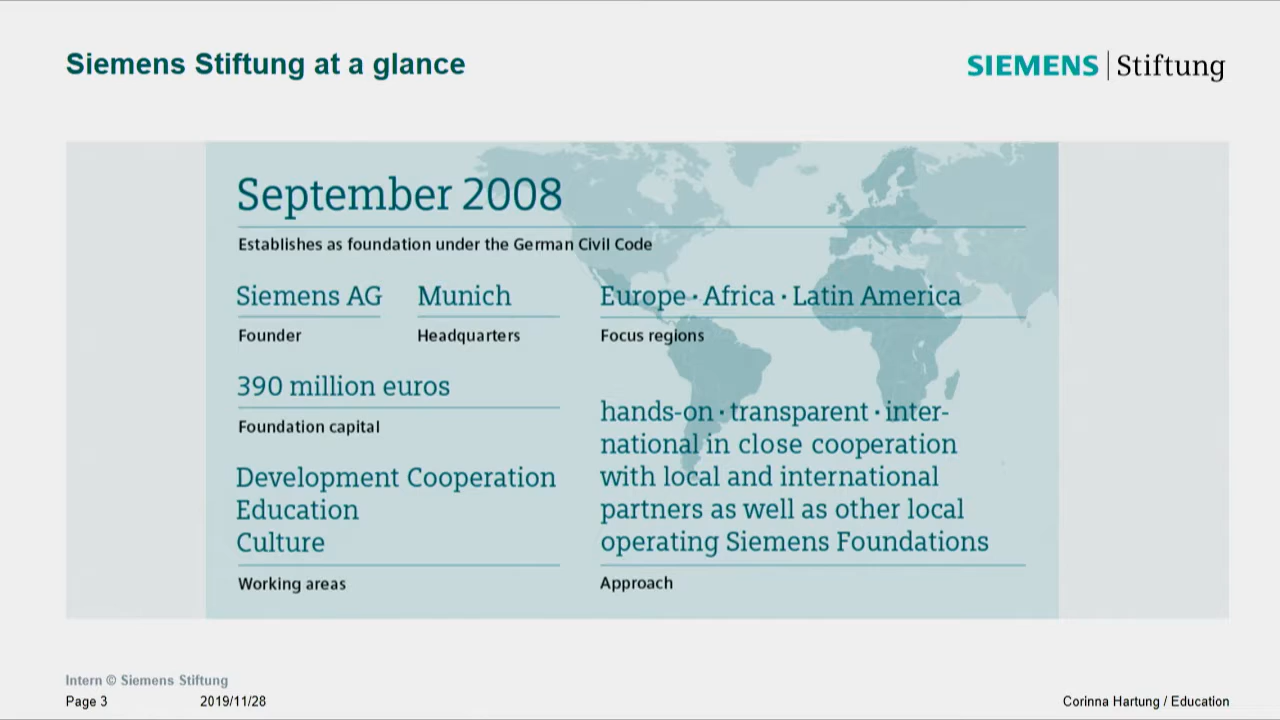 Siemens Stiftung at a glance
SIEMENS | Stiftung
September 2008
Establishes as foundation under the German Civil Code
Siemens AG
Founder
Munich
Headquarters
Europe · Africa · Latin America
Focus regions
390 million euros
Foundation capital
Development Cooperation
Education
Culture
Working areas
hands-on · transparent · inter-
national in close cooperation
with local and international
partners as well as other local
operating Siemens Foundations
Approach
Intern © Siemens Stiftung
Page 3
2019/11/28
Corinna Hartung / Education